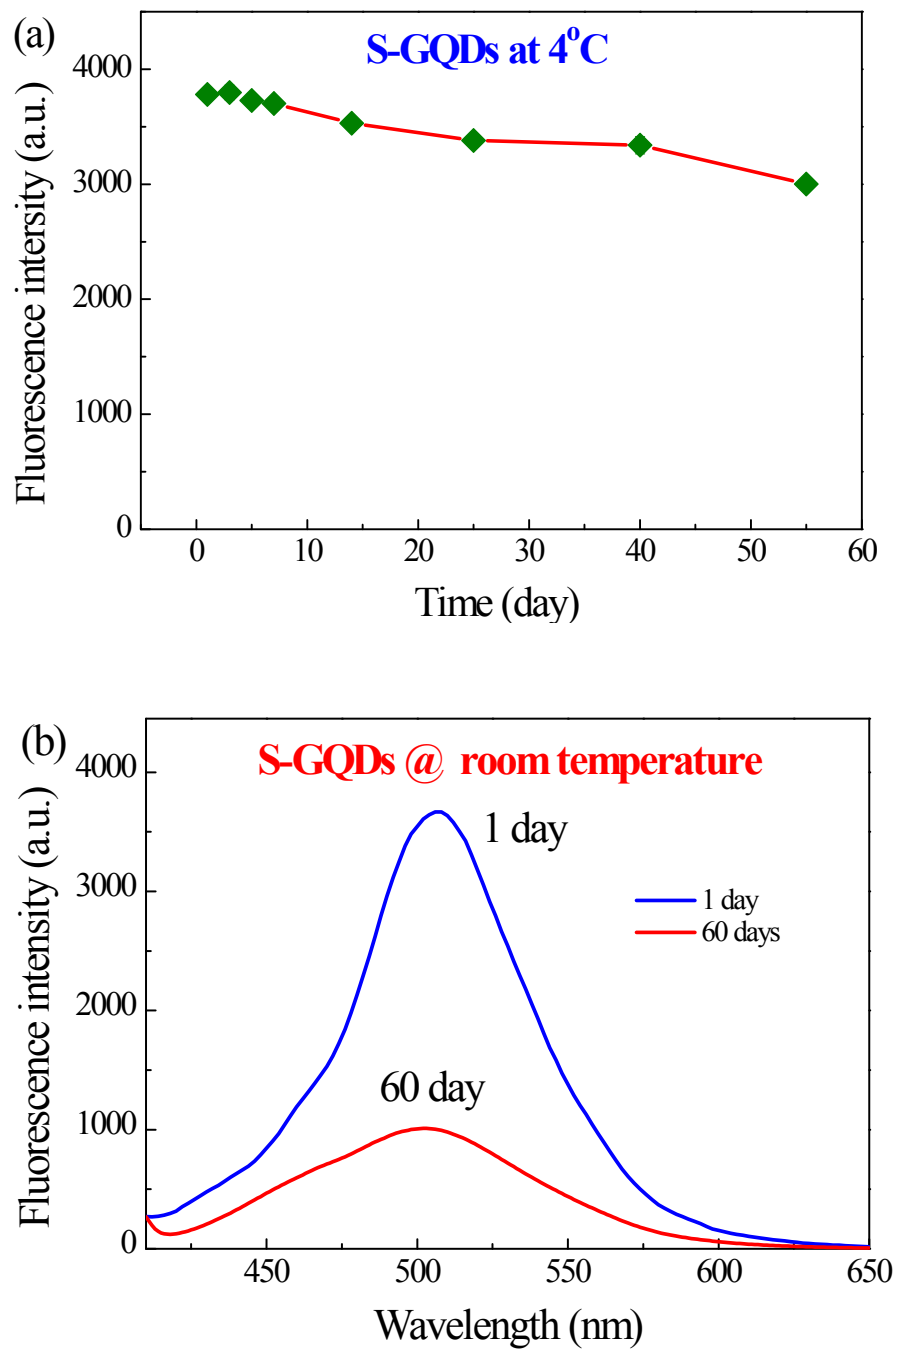 (a)
S-GQDs at 4°C
4000
3000
2000
1000
0
Fluorescence intersity (a.u.)
0 10 20 30 40 50 60
Time (day)
(b)
S-GQDs @ room temperature
4000
3000
2000
1000
0
Fluorescence intensity (a.u.)
1 day
1 day
60 days
60 day
450 500 550 600 650
Wavelength (nm)